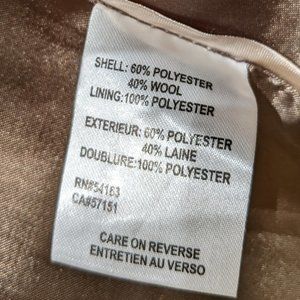 SHELL: 60% POLYESTER
40% WOOL
LINING:100% POLYESTER
EXTERIEUR: 60% POLYESTER
40% LAINE
DOUBLURE:100% POLYESTER
RN#54163
CA#57151
CARE ON REVERSE
ENTRETIEN AU VERSO